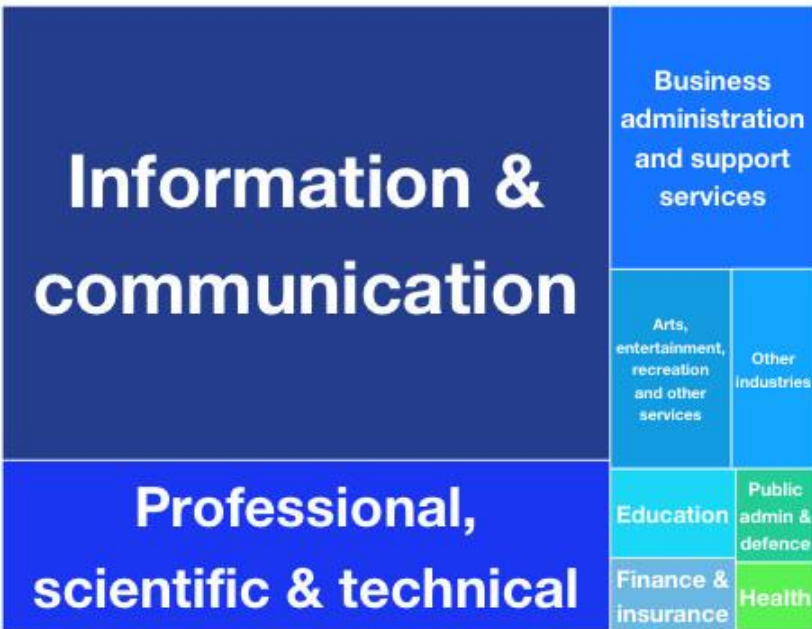 Information &
communication
Business
administration
and support
services
Arts,
entertainment,
recreation
and other
services
Other
industries
Professional,
scientific & technical
Education
Public
admin &
defence
Finance &
insurance
Health